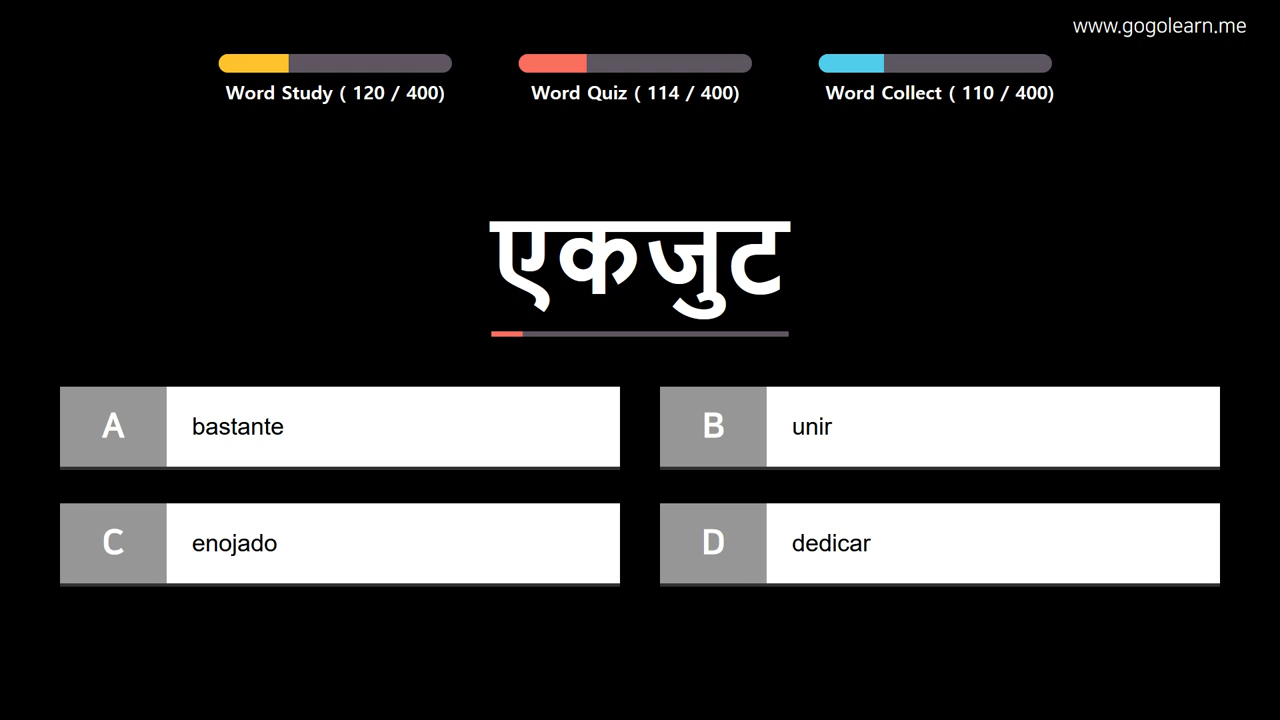 www.gogolearn.me
Word Study ( 120 / 400)
Word Quiz ( 114 / 400)
Word Collect ( 110 / 400)
एकजुट
A bastante
B unir
C enojado
D dedicar